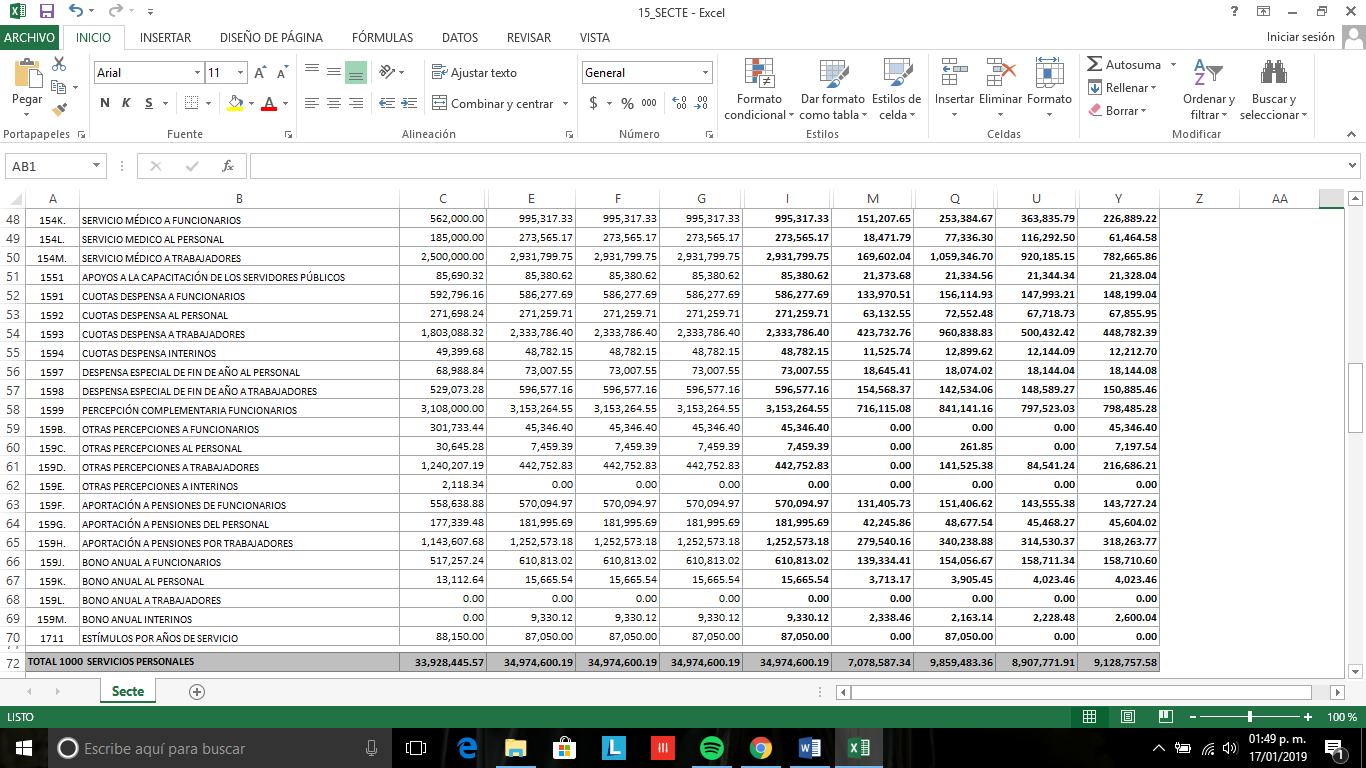 15_SECTE - Excel
ARCHIVO INICIO INSERTAR DISEÑO DE PÁGINA FÓRMULAS DATOS REVISAR VISTA Iniciar sesión
Arial 11 Ajustar texto General Autosuma
Pegar N K S Combinar y centrar $ % 000 Formato condicional Dar formato como tabla Estilos de celda Insertar Eliminar Formato Rellenar Borrar Ordenar y filtrar Buscar y seleccionar
Portapapeles Fuente Alineación Número Estilos Celdas Modificar
AB1 fx
A B C E F G I M Q U Y Z AA
48 154K. SERVICIO MÉDICO A FUNCIONARIOS 562,000.00 995,317.33 995,317.33 995,317.33 995,317.33 151,207.65 253,384.67 363,835.79 226,889.22
49 154L. SERVICIO MEDICO AL PERSONAL 185,000.00 273,565.17 273,565.17 273,565.17 273,565.17 18,471.79 77,336.30 116,292.50 61,464.58
50 154M. SERVICIO MÉDICO A TRABAJADORES 2,500,000.00 2,931,799.75 2,931,799.75 2,931,799.75 2,931,799.75 169,602.04 1,059,346.70 920,185.15 782,665.86
51 1551 APOYOS A LA CAPACITACIÓN DE LOS SERVIDORES PÚBLICOS 85,690.32 85,380.62 85,380.62 85,380.62 85,380.62 21,373.68 21,334.56 21,344.34 21,328.04
52 1591 CUOTAS DESPENSA A FUNCIONARIOS 592,796.16 586,277.69 586,277.69 586,277.69 586,277.69 133,970.51 156,114.93 147,993.21 148,199.04
53 1592 CUOTAS DESPENSA AL PERSONAL 271,698.24 271,259.71 271,259.71 271,259.71 271,259.71 63,132.55 72,552.48 67,718.73 67,855.95
54 1593 CUOTAS DESPENSA A TRABAJADORES 1,803,088.32 2,333,786.40 2,333,786.40 2,333,786.40 2,333,786.40 423,732.76 960,838.83 500,432.42 448,782.39
55 1594 CUOTAS DESPENSA INTERINOS 49,399.68 48,782.15 48,782.15 48,782.15 48,782.15 11,525.74 12,899.62 12,144.09 12,212.70
56 1597 DESPENSA ESPECIAL DE FIN DE AÑO AL PERSONAL 68,988.84 73,007.55 73,007.55 73,007.55 73,007.55 18,645.41 18,074.02 18,144.04 18,144.08
57 1598 DESPENSA ESPECIAL DE FIN DE AÑO A TRABAJADORES 529,073.28 596,577.16 596,577.16 596,577.16 596,577.16 154,568.37 142,534.06 148,589.27 150,885.46
58 1599 PERCEPCIÓN COMPLEMENTARIA FUNCIONARIOS 3,108,000.00 3,153,264.55 3,153,264.55 3,153,264.55 3,153,264.55 716,115.08 841,141.16 797,523.03 798,485.28
59 159B. OTRAS PERCEPCIONES A FUNCIONARIOS 301,733.44 45,346.40 45,346.40 45,346.40 45,346.40 0.00 0.00 0.00 45,346.40
60 159C. OTRAS PERCEPCIONES AL PERSONAL 30,645.28 7,459.39 7,459.39 7,459.39 7,459.39 0.00 261.85 0.00 7,197.54
61 159D. OTRAS PERCEPCIONES A TRABAJADORES 1,240,207.19 442,752.83 442,752.83 442,752.83 442,752.83 0.00 141,525.38 84,541.24 216,686.21
62 159E. OTRAS PERCEPCIONES A INTERINOS 2,118.34 0.00 0.00 0.00 0.00 0.00 0.00 0.00 0.00
63 159F. APORTACIÓN A PENSIONES DE FUNCIONARIOS 558,638.88 570,094.97 570,094.97 570,094.97 570,094.97 131,405.73 151,406.62 143,555.38 143,727.24
64 159G. APORTACIÓN A PENSIONES DEL PERSONAL 177,339.48 181,995.69 181,995.69 181,995.69 181,995.69 42,245.86 48,677.54 45,468.27 45,604.02
65 159H. APORTACIÓN A PENSIONES POR TRABAJADORES 1,143,607.68 1,252,573.18 1,252,573.18 1,252,573.18 1,252,573.18 279,540.16 340,238.88 314,530.37 318,263.77
66 159J. BONO ANUAL A FUNCIONARIOS 517,257.24 610,813.02 610,813.02 610,813.02 610,813.02 139,334.41 154,056.67 158,711.34 158,710.60
67 159K. BONO ANUAL AL PERSONAL 13,112.64 15,665.54 15,665.54 15,665.54 15,665.54 3,713.17 3,905.45 4,023.46 4,023.46
68 159L. BONO ANUAL A TRABAJADORES 0.00 0.00 0.00 0.00 0.00 0.00 0.00 0.00 0.00
69 159M. BONO ANUAL INTERINOS 0.00 9,330.12 9,330.12 9,330.12 9,330.12 2,338.46 2,163.14 2,228.48 2,600.04
70 1711 ESTÍMULOS POR AÑOS DE SERVICIO 88,150.00 87,050.00 87,050.00 87,050.00 87,050.00 0.00 87,050.00 0.00 0.00
72 TOTAL 1000 SERVICIOS PERSONALES 33,928,445.57 34,974,600.19 34,974,600.19 34,974,600.19 34,974,600.19 7,078,587.34 9,859,483.36 8,907,771.91 9,128,757.58
Secte
LISTO 100 %
Escribe aquí para buscar 01:49 p. m.
17/01/2019